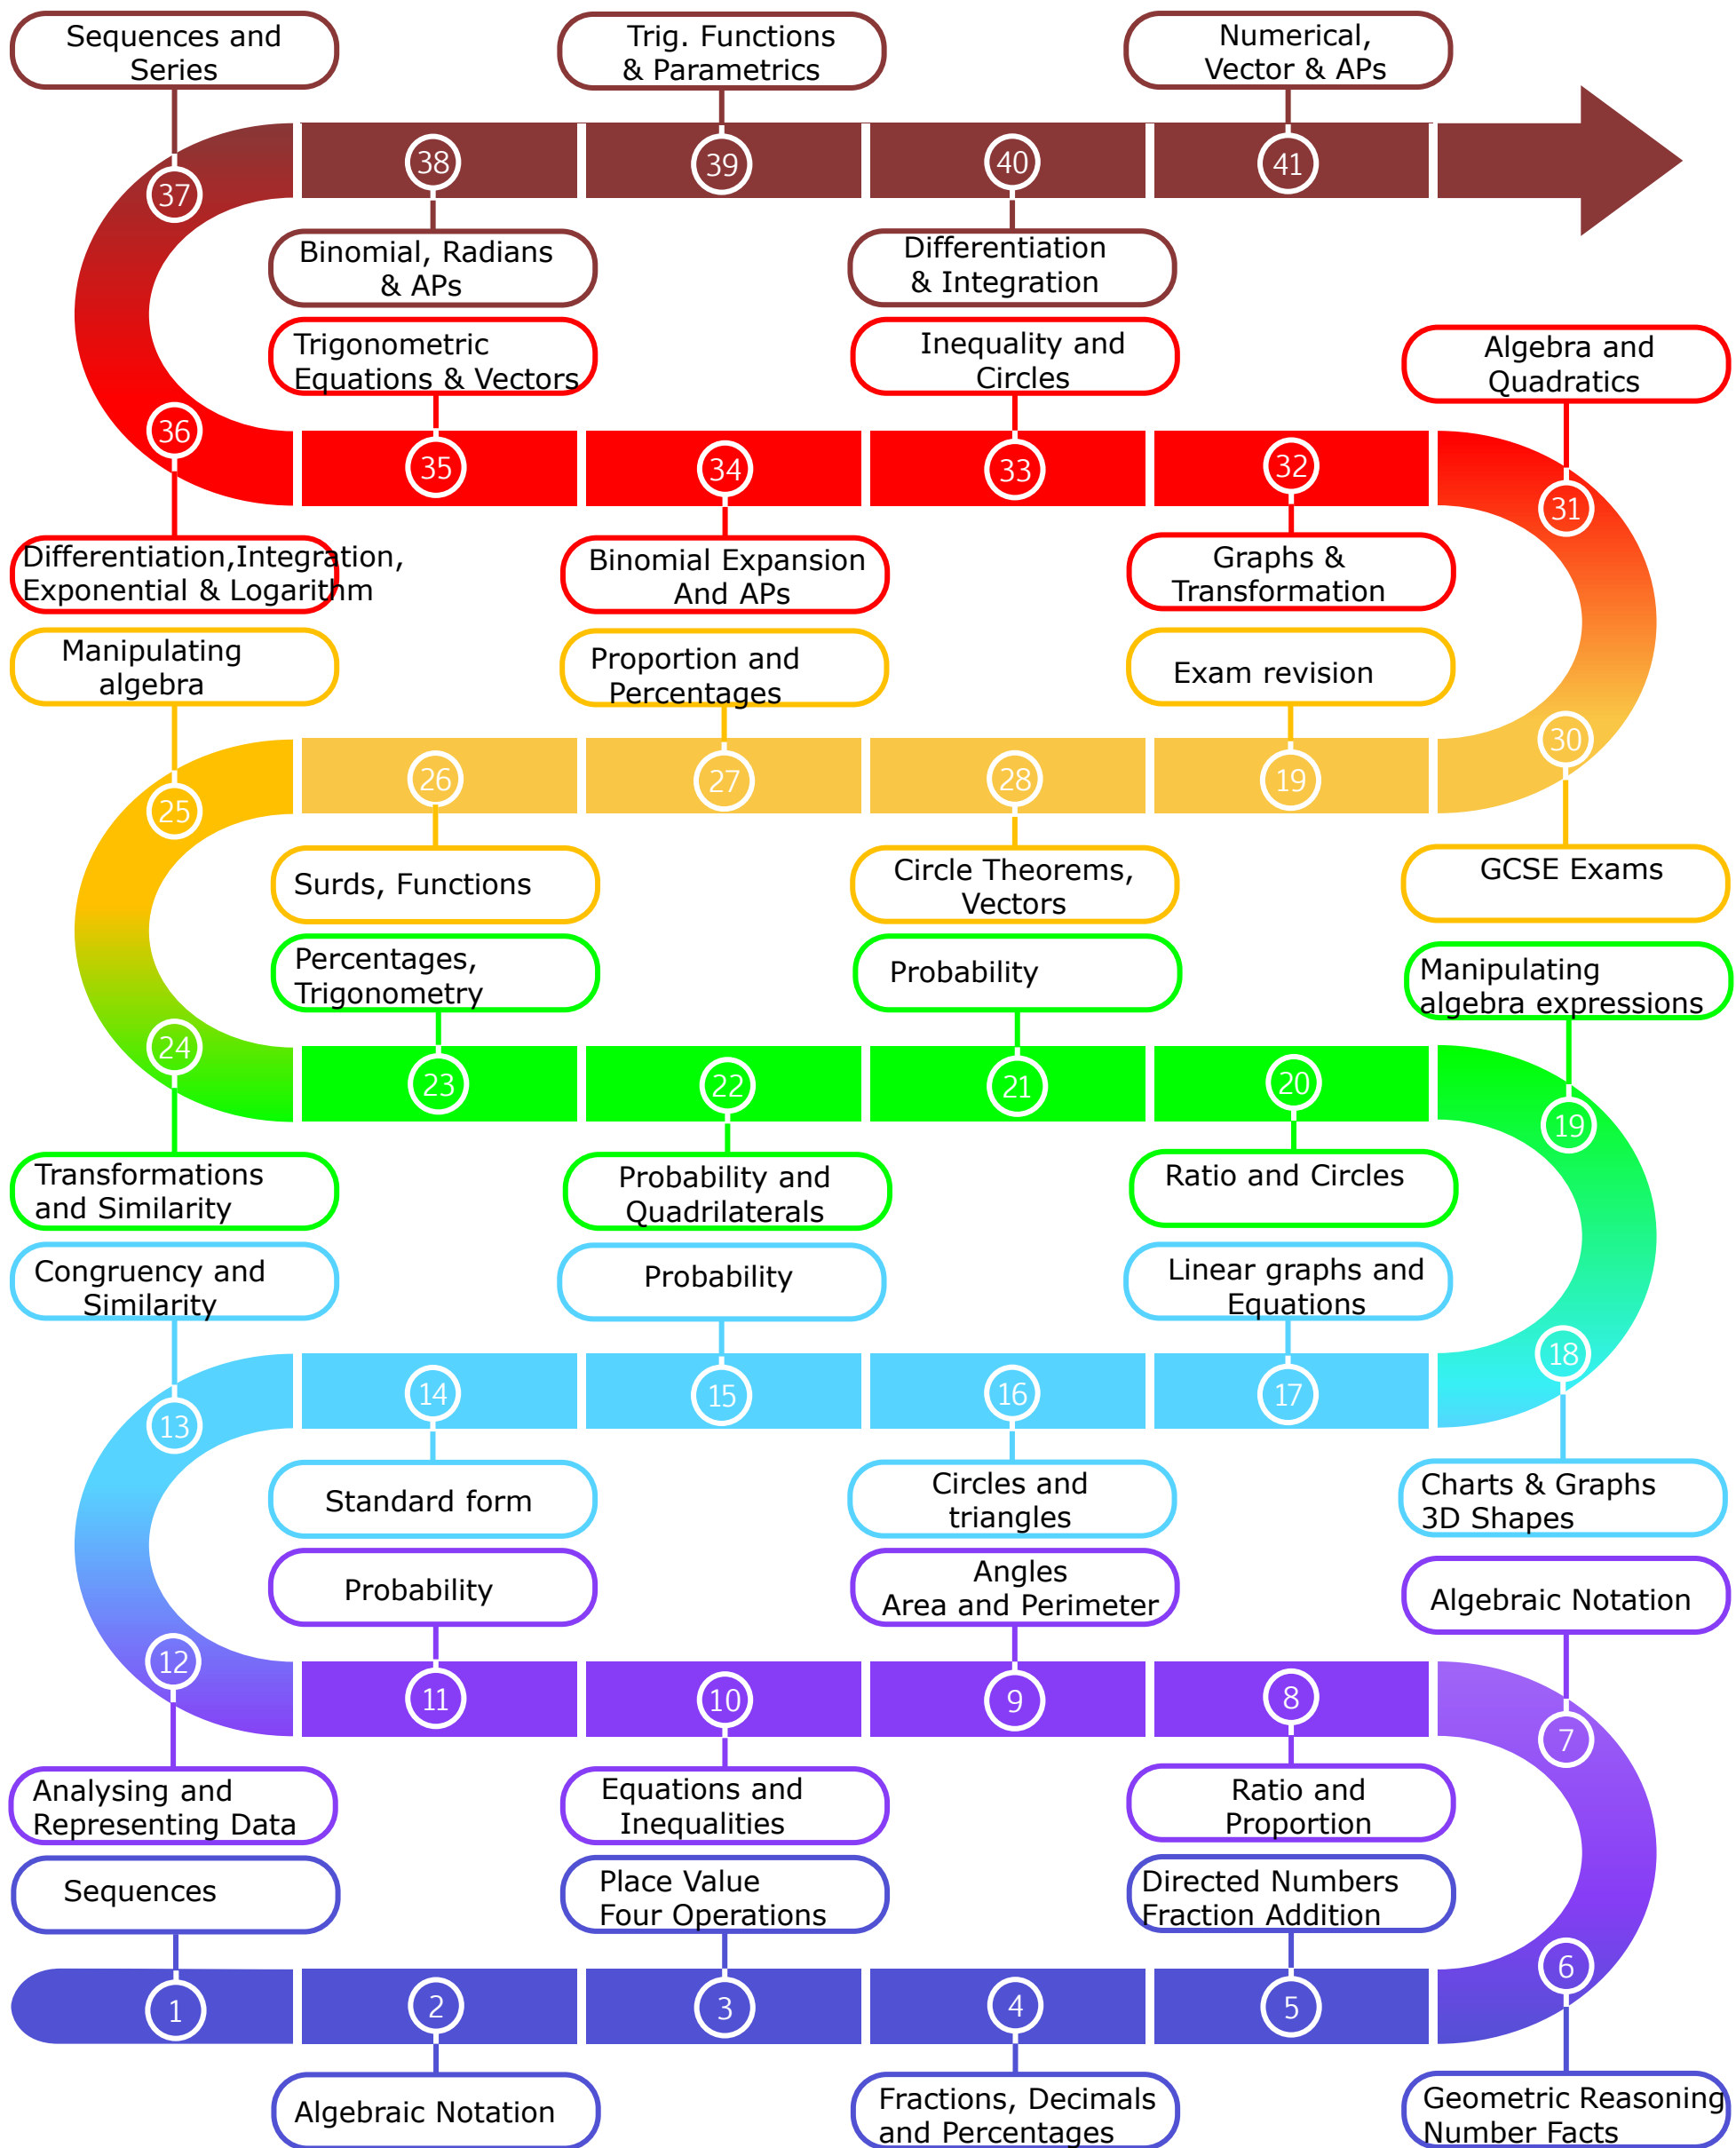 Sequences and
Series
Trig. Functions
& Parametrics
Numerical,
Vector & APs
37
38
39
40
41
Binomial, Radians
& APs
Differentiation
& Integration
Trigonometric
Equations & Vectors
Inequality and
Circles
Algebra and
Quadratics
36
35
34
33
32
31
Differentiation,Integration,
Exponential & Logarithm
Binomial Expansion
And APs
Graphs &
Transformation
Manipulating
algebra
Proportion and
Percentages
Exam revision
25
26
27
28
19
30
Surds, Functions
Circle Theorems,
Vectors
GCSE Exams
Percentages,
Trigonometry
Probability
Manipulating
algebra expressions
24
23
22
21
20
19
Transformations
and Similarity
Probability and
Quadrilaterals
Ratio and Circles
Congruency and
Similarity
Probability
Linear graphs and
Equations
13
14
15
16
17
18
Standard form
Circles and
triangles
Charts & Graphs
3D Shapes
Probability
Angles
Area and Perimeter
Algebraic Notation
12
11
10
9
8
7
Analysing and
Representing Data
Equations and
Inequalities
Ratio and
Proportion
Sequences
Place Value
Four Operations
Directed Numbers
Fraction Addition
1
2
3
4
5
6
Algebraic Notation
Fractions, Decimals
and Percentages
Geometric Reasoning
Number Facts